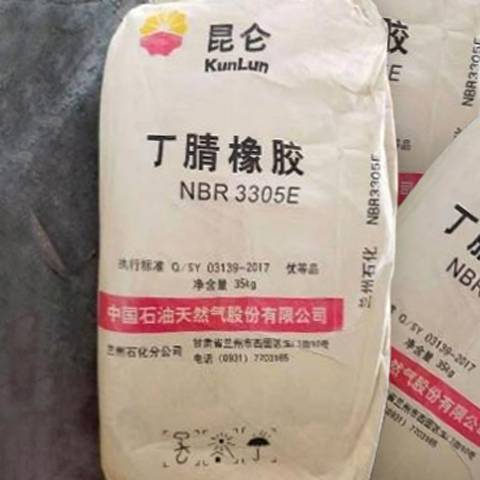 昆仑
KunLun
丁腈橡胶
NBR 3305E
执行标准 Q/SY 03139-2017 优等品
净含量 35kg
中国石油天然气股份有限公司
兰州石化分公司
甘肃省兰州市西固区
电话(0931)7703985
兰州石化 NBR3305E
胶
NBR
Q/SY 03139-2017
净含量 35kg
然气股份有限公